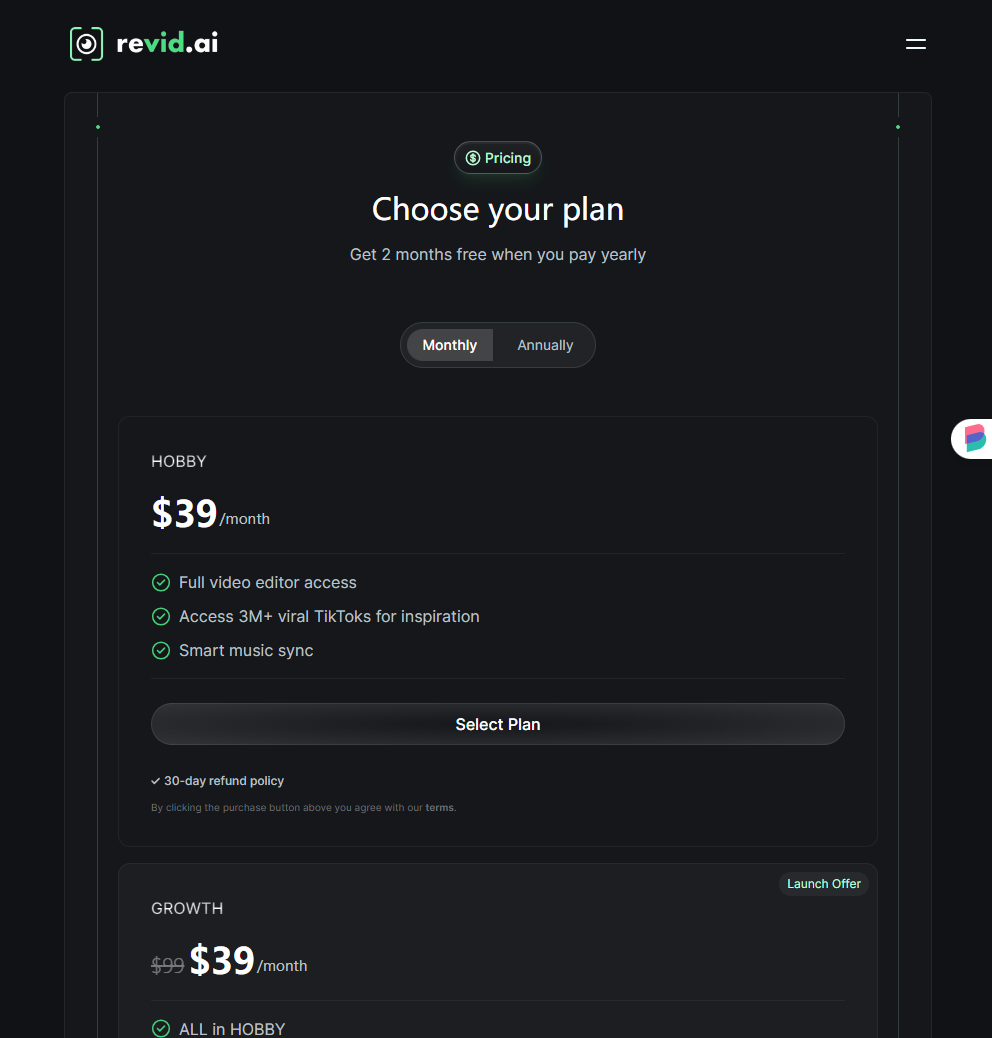 revid.ai
Pricing
Choose your plan
Get 2 months free when you pay yearly
Monthly
Annually
HOBBY
$39/month
Full video editor access
Access 3M+ viral TikToks for inspiration
Smart music sync
Select Plan
30-day refund policy
By clicking the purchase button above you agree with our terms.
Launch Offer
GROWTH
$99 $39/month
ALL in HOBBY